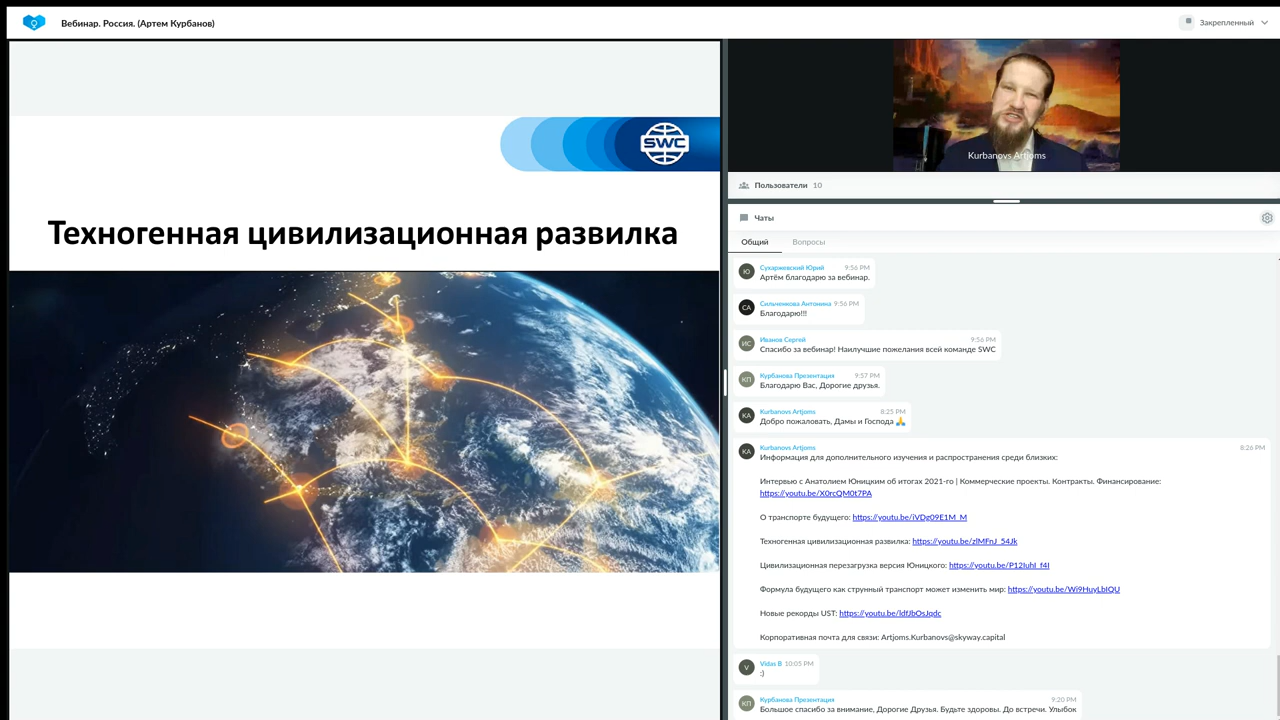 Вебинар. Россия. (Артем Курбанов)
Закрепленный
SWC
Техногенная цивилизационная развилка
Kurbanovs Artjoms
Пользователи 10
Чаты
Общий Вопросы
Ю Сухаржевский Юрий 9:56 PM
Артём благодарю за вебинар.
СА Сильченкова Антонина 9:56 PM
Благодарю!!!
ИС Иванов Сергей 9:56 PM
Спасибо за вебинар! Наилучшие пожелания всей команде SWC
КП Курбанова Презентация 9:57 PM
Благодарю Вас, Дорогие друзья.
KA Kurbanovs Artjoms 8:25 PM
Добро пожаловать, Дамы и Господа 🙏
KA Kurbanovs Artjoms 8:26 PM
Информация для дополнительного изучения и распространения среди близких:
Интервью с Анатолием Юницким об итогах 2021-го | Коммерческие проекты. Контракты. Финансирование:
https://youtu.be/X0rcQM0t7PA
О транспорте будущего: https://youtu.be/iVDg09E1M_M
Техногенная цивилизационная развилка: https://youtu.be/zlMFnJ_54Jk
Цивилизационная перезагрузка версия Юницкого: https://youtu.be/P12IuhI_f4I
Формула будущего как струнный транспорт может изменить мир: https://youtu.be/Wi9HuyLbIQU
Новые рекорды UST: https://youtu.be/ldfJbOsJqdc
Корпоративная почта для связи: Artjoms.Kurbanovs@skyway.capital
V Vidas B 10:05 PM
:)
КП Курбанова Презентация 9:20 PM
Большое спасибо за внимание, Дорогие Друзья. Будьте здоровы. До встречи. Улыбок